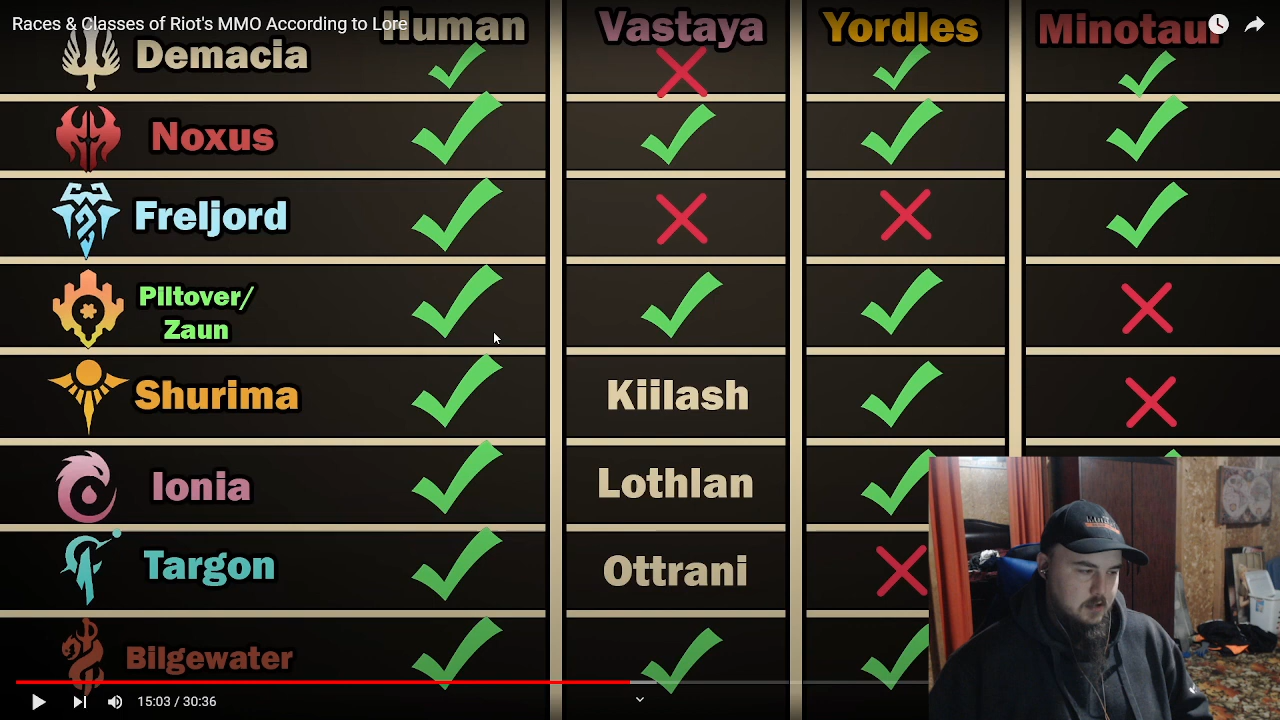 Races & Classes of Riot's MMO According to Lore
Human Vastaya Yordles Minotaur
Demacia
Noxus
Freljord
Piltover/
Zaun
Shurima Kiilash
Ionia Lothlan
Targon Ottrani
Bilgewater
15:03 / 30:36